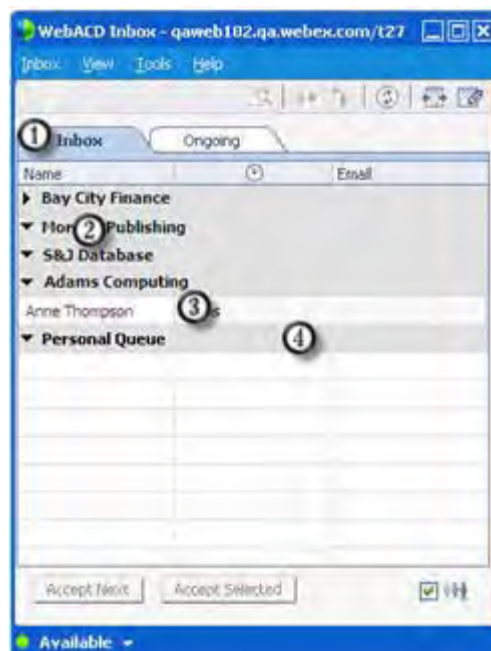 WebACD Inbox - qaweb102.qa.webex.com/t27
Inbox View Tools Help
1 Inbox Ongoing
Name Email
Bay City Finance
2 Publishing
S&J Database
Adams Computing
Anne Thompson 3 s
Personal Queue 4
Accept Next Accept Selected
Available